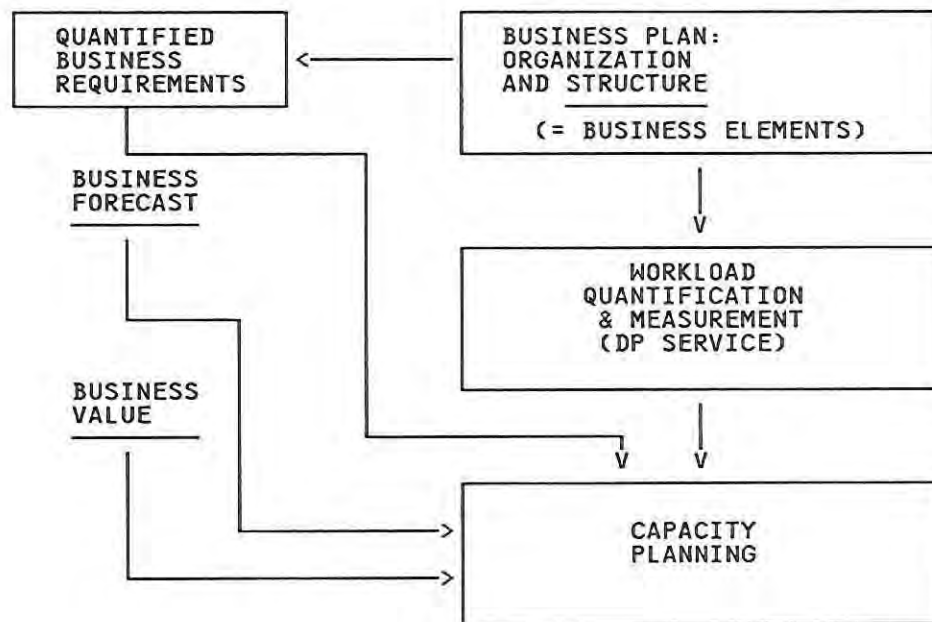 QUANTIFIED
BUSINESS
REQUIREMENTS
BUSINESS PLAN:
ORGANIZATION
AND STRUCTURE
(= BUSINESS ELEMENTS)
BUSINESS
FORECAST
WORKLOAD
QUANTIFICATION
& MEASUREMENT
(DP SERVICE)
BUSINESS
VALUE
CAPACITY
PLANNING